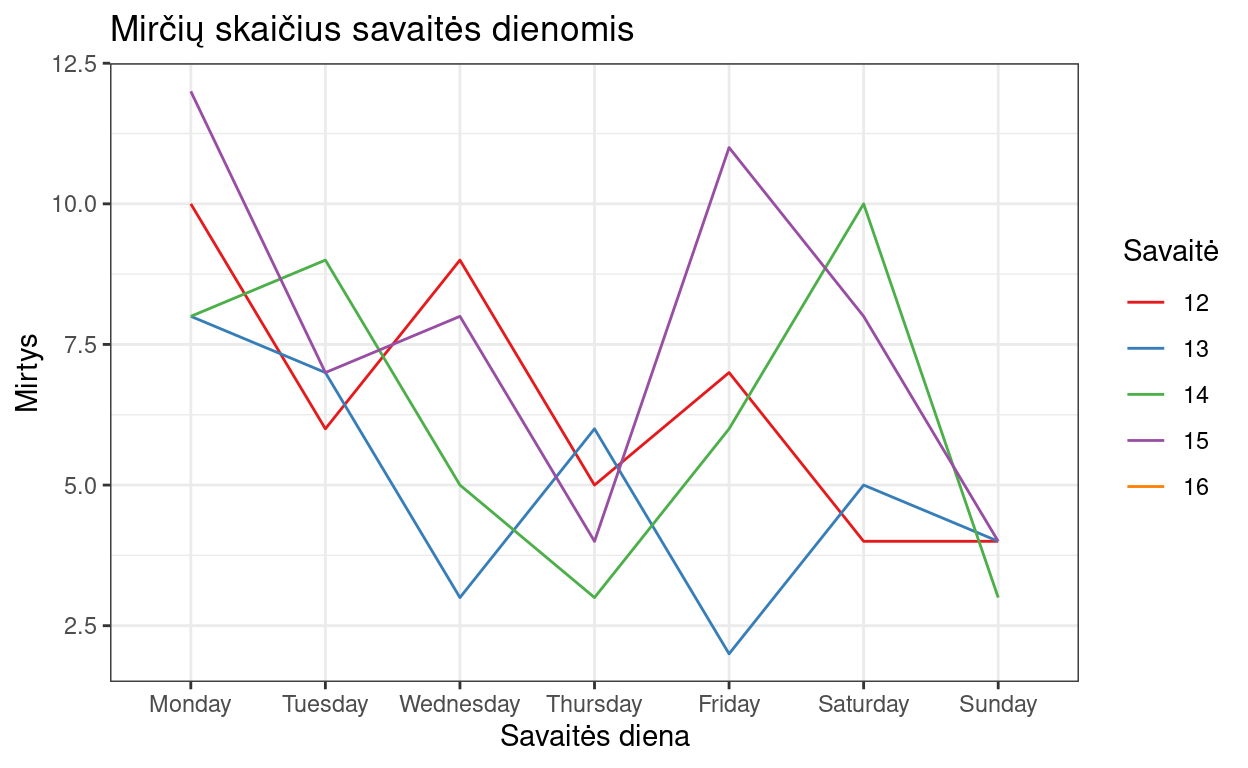 Mirčių skaičius savaitės dienomis
12.5
10.0
7.5
5.0
2.5
Mirtys
Monday Tuesday Wednesday Thursday Friday Saturday Sunday
Savaitės diena
Savaitė
12
13
14
15
16